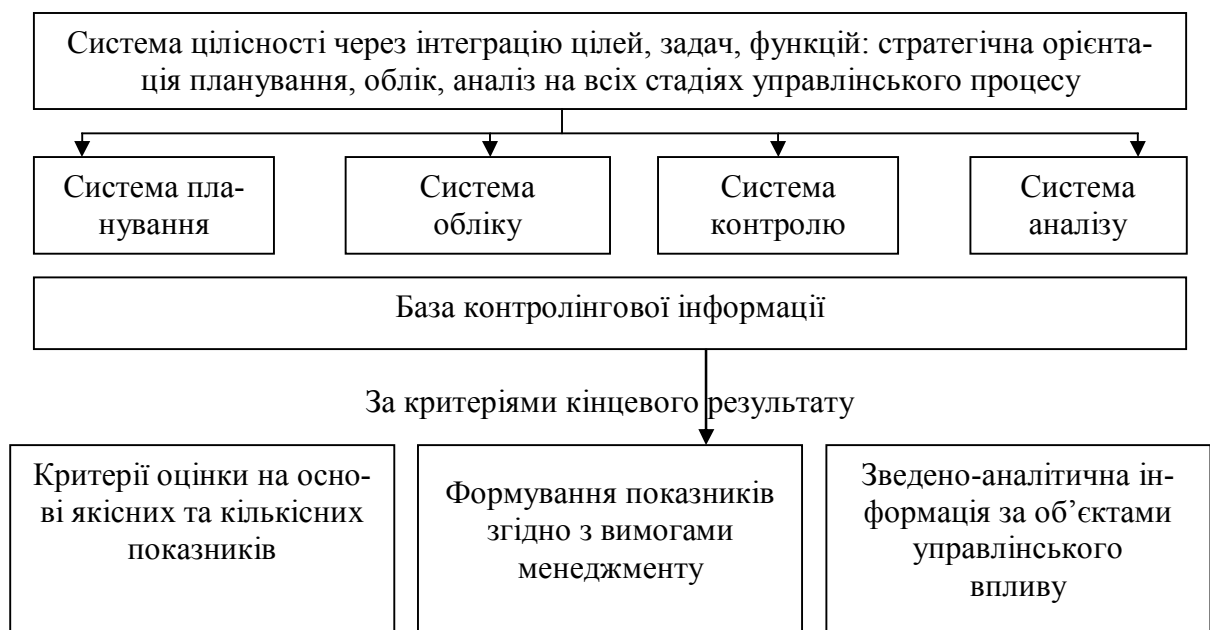 Система цілісності через інтеграцію цілей, задач, функцій: стратегічна орієнта-
ція планування, облік, аналіз на всіх стадіях управлінського процесу
Система пла-
нування
Система
обліку
Система
контролю
Система
аналізу
База контролінгової інформації
За критеріями кінцевого результату
Критерії оцінки на осно-
ві якісних та кількісних
показників
Формування показників
згідно з вимогами
менеджменту
Зведено-аналітична ін-
формація за об’єктами
управлінського
впливу